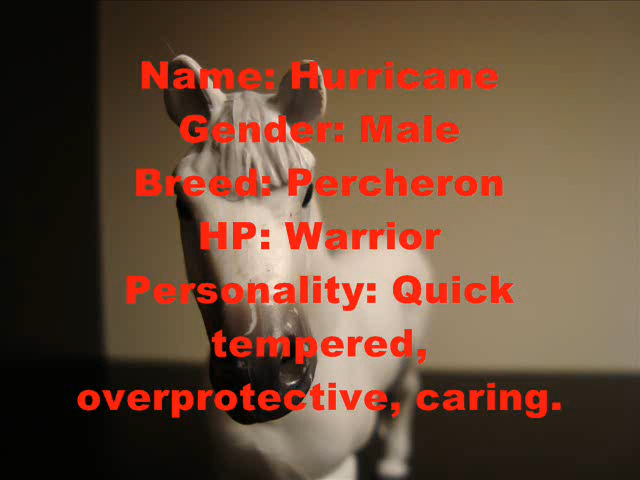 Name: Hurricane
Gender: Male
Breed: Percheron
HP: Warrior
Personality: Quick
tempered,
overprotective, caring.